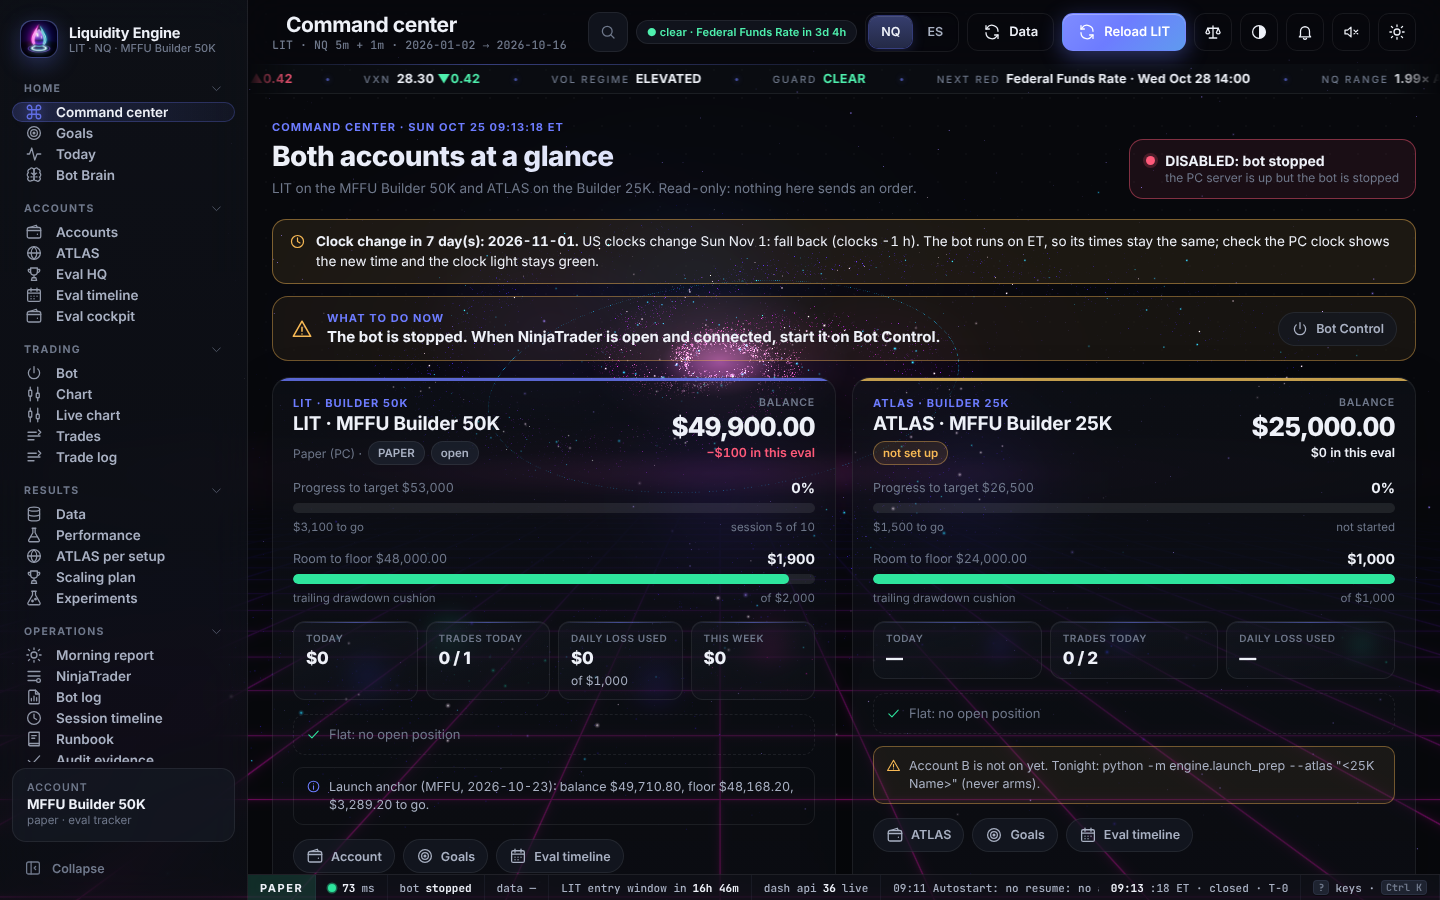 Liquidity Engine
LIT · NQ · MFFU Builder 50K
HOME
Command center
Goals
Today
Bot Brain
ACCOUNTS
Accounts
ATLAS
Eval HQ
Eval timeline
Eval cockpit
TRADING
Bot
Chart
Live chart
Trades
Trade log
RESULTS
Data
Performance
ATLAS per setup
Scaling plan
Experiments
OPERATIONS
Morning report
NinjaTrader
Bot log
Session timeline
Runbook
Audit evidence
ACCOUNT
MFFU Builder 50K
paper · eval tracker
Collapse
Command center
LIT · NQ 5m + 1m · 2026-01-02 → 2026-10-16
clear · Federal Funds Rate in 3d 4h
NQ ES
Data
Reload LIT
▲0.42 • VXN 28.30 ▼0.42 • VOL REGIME ELEVATED • GUARD CLEAR • NEXT RED Federal Funds Rate · Wed Oct 28 14:00 • NQ RANGE 1.99×
COMMAND CENTER · SUN OCT 25 09:13:18 ET
Both accounts at a glance
LIT on the MFFU Builder 50K and ATLAS on the Builder 25K. Read-only: nothing here sends an order.
DISABLED: bot stopped
the PC server is up but the bot is stopped
Clock change in 7 day(s): 2026-11-01. US clocks change Sun Nov 1: fall back (clocks -1 h). The bot runs on ET, so its times stay the same; check the PC clock shows
the new time and the clock light stays green.
WHAT TO DO NOW
The bot is stopped. When NinjaTrader is open and connected, start it on Bot Control.
Bot Control
LIT · BUILDER 50K
LIT · MFFU Builder 50K
Paper (PC) · PAPER open
BALANCE
$49,900.00
−$100 in this eval
Progress to target $53,000 0%
$3,100 to go session 5 of 10
Room to floor $48,000.00 $1,900
trailing drawdown cushion of $2,000
TODAY
$0
TRADES TODAY
0 / 1
DAILY LOSS USED
$0
of $1,000
THIS WEEK
$0
Flat: no open position
Launch anchor (MFFU, 2026-10-23): balance $49,710.80, floor $48,168.20,
$3,289.20 to go.
Account Goals Eval timeline
ATLAS · BUILDER 25K
ATLAS · MFFU Builder 25K
not set up
BALANCE
$25,000.00
$0 in this eval
Progress to target $26,500 0%
$1,500 to go not started
Room to floor $24,000.00 $1,000
trailing drawdown cushion of $1,000
TODAY
—
TRADES TODAY
0 / 2
DAILY LOSS USED
—
Flat: no open position
Account B is not on yet. Tonight: python -m engine.launch_prep --atlas "<25K
Name>" (never arms).
ATLAS Goals Eval timeline
PAPER 73 ms bot stopped data — LIT entry window in 16h 46m dash api 36 live 09:11 Autostart: no resume: no 09:13 :18 ET · closed · T-0 ? keys · Ctrl K